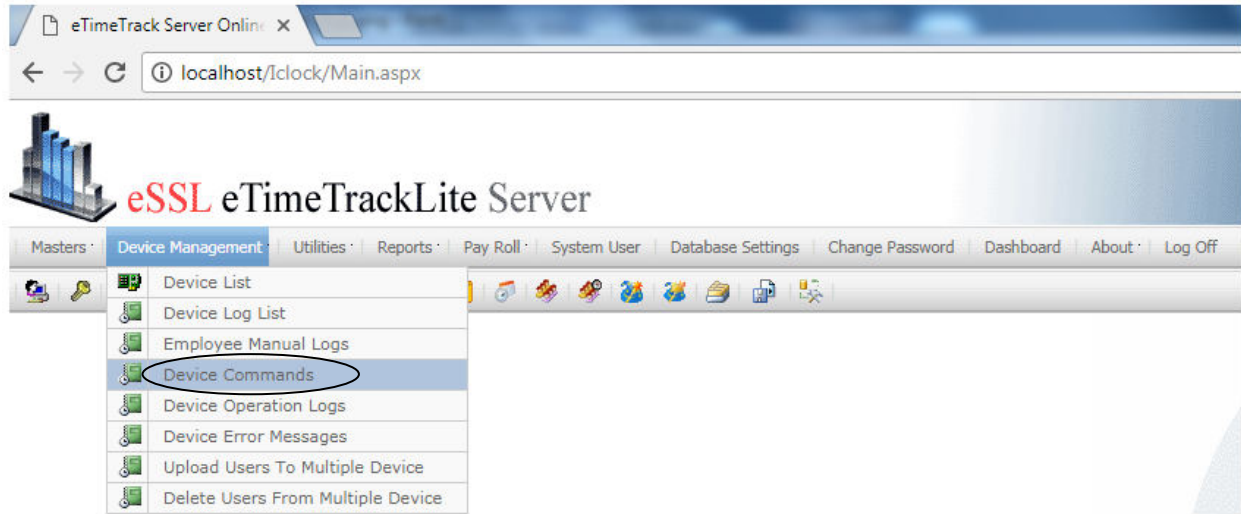 eTimeTrack Server Online
localhost/Iclock/Main.aspx
eSSL eTimeTrackLite Server
Masters Device Management Utilities Reports Pay Roll System User Database Settings Change Password Dashboard About Log Off
Device List
Device Log List
Employee Manual Logs
Device Commands
Device Operation Logs
Device Error Messages
Upload Users To Multiple Device
Delete Users From Multiple Device